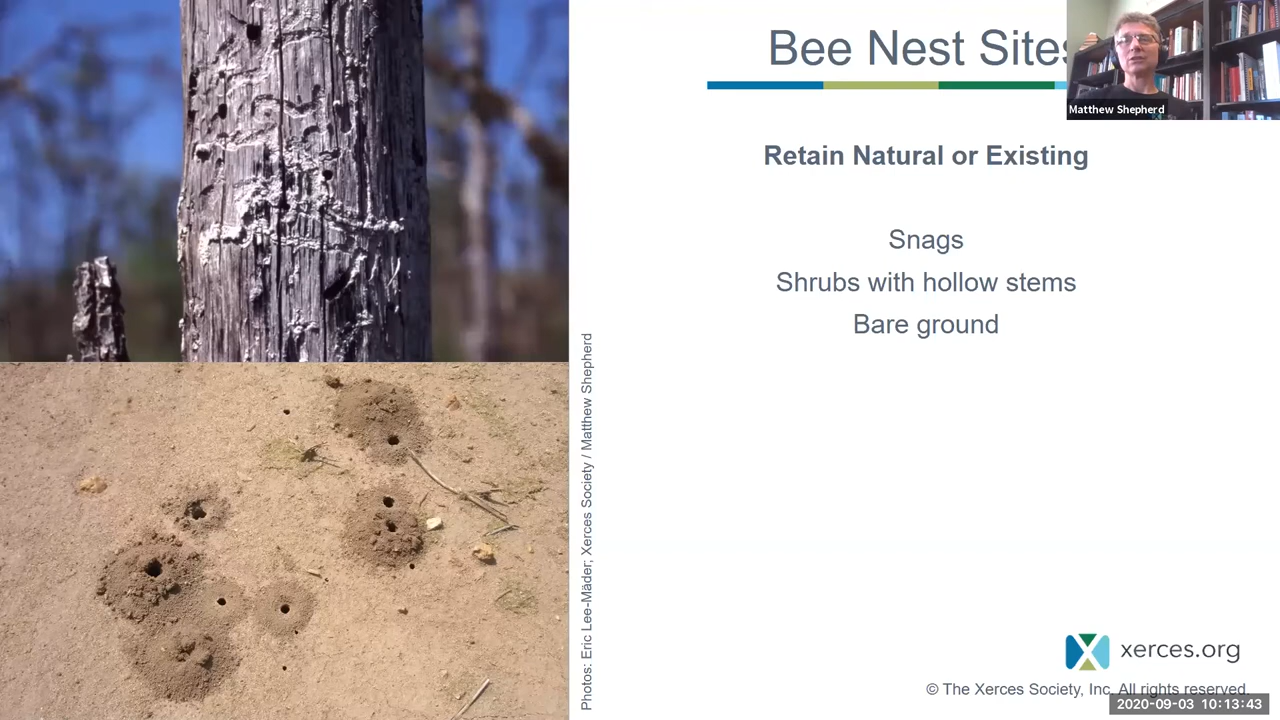 Bee Nest Sites
Matthew Shepherd
Retain Natural or Existing
Snags
Shrubs with hollow stems
Bare ground
Photos: Eric Lee-Mäder; Xerces Society / Matthew Shepherd
xerces.org
© The Xerces Society, Inc. All rights reserved.
2020-09-03 10:13:43